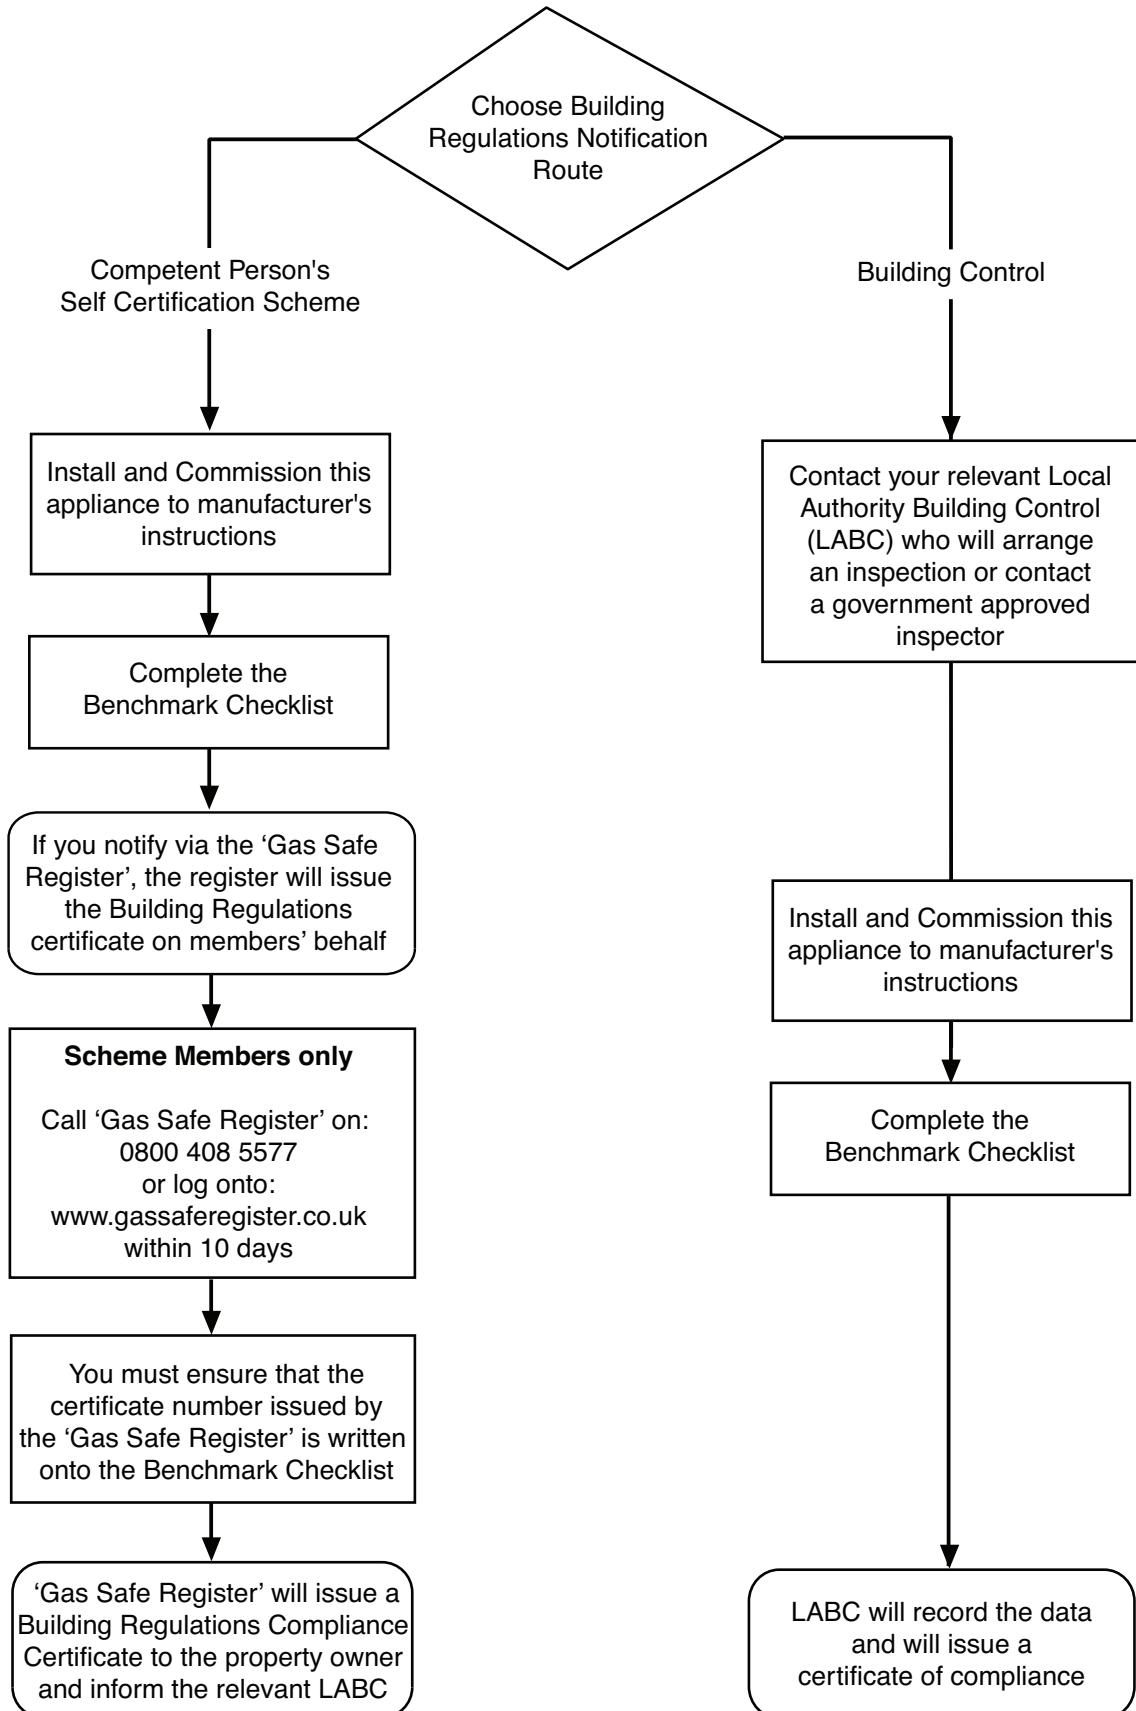 Choose Building
Regulations Notification
Route
Competent Person's
Self Certification Scheme
Building Control
Install and Commission this
appliance to manufacturer's
instructions
Contact your relevant Local
Authority Building Control
(LABC) who will arrange
an inspection or contact
a government approved
inspector
Complete the
Benchmark Checklist
If you notify via the ‘Gas Safe
Register’, the register will issue
the Building Regulations
certificate on members’ behalf
Install and Commission this
appliance to manufacturer's
instructions
Scheme Members only
Call ‘Gas Safe Register’ on:
0800 408 5577
or log onto:
www.gassaferegister.co.uk
within 10 days
Complete the
Benchmark Checklist
You must ensure that the
certificate number issued by
the ‘Gas Safe Register’ is written
onto the Benchmark Checklist
‘Gas Safe Register’ will issue a
Building Regulations Compliance
Certificate to the property owner
and inform the relevant LABC
LABC will record the data
and will issue a
certificate of compliance